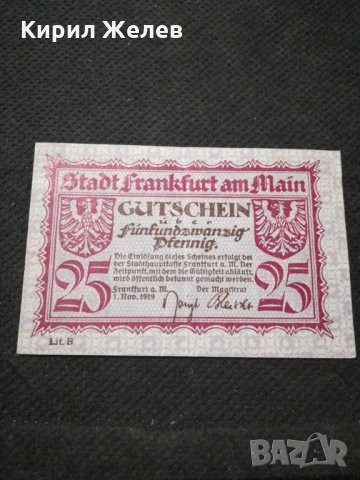 Кирил Желев
Stadt Frankfurt am Main
GUTSCHEIN
über
Fünfundzwanzig
Pfennig.
25
25
Die Einlösung dieses Scheines erfolgt bei
der Stadthauptkasse Frankfurt a. M. Der
Zeitpunkt, mit dem die Gültigkeit abläuft,
wird öffentlich bekannt gemacht werden.
Frankfurt a. M. Der Magistrat
1. Nov. 1919
Lit. H
BAZAR